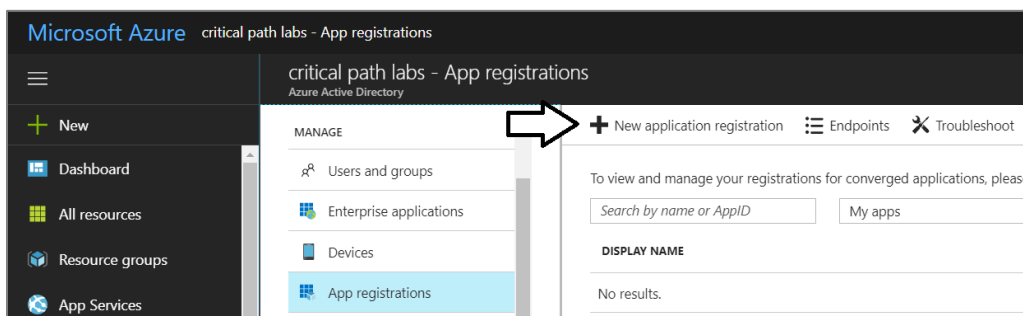 Microsoft Azure critical path labs - App registrations
critical path labs - App registrations
Azure Active Directory
New
Dashboard
All resources
Resource groups
App Services
MANAGE
Users and groups
Enterprise applications
Devices
App registrations
New application registration Endpoints Troubleshoot
To view and manage your registrations for converged applications, pleas
Search by name or AppID My apps
DISPLAY NAME
No results.